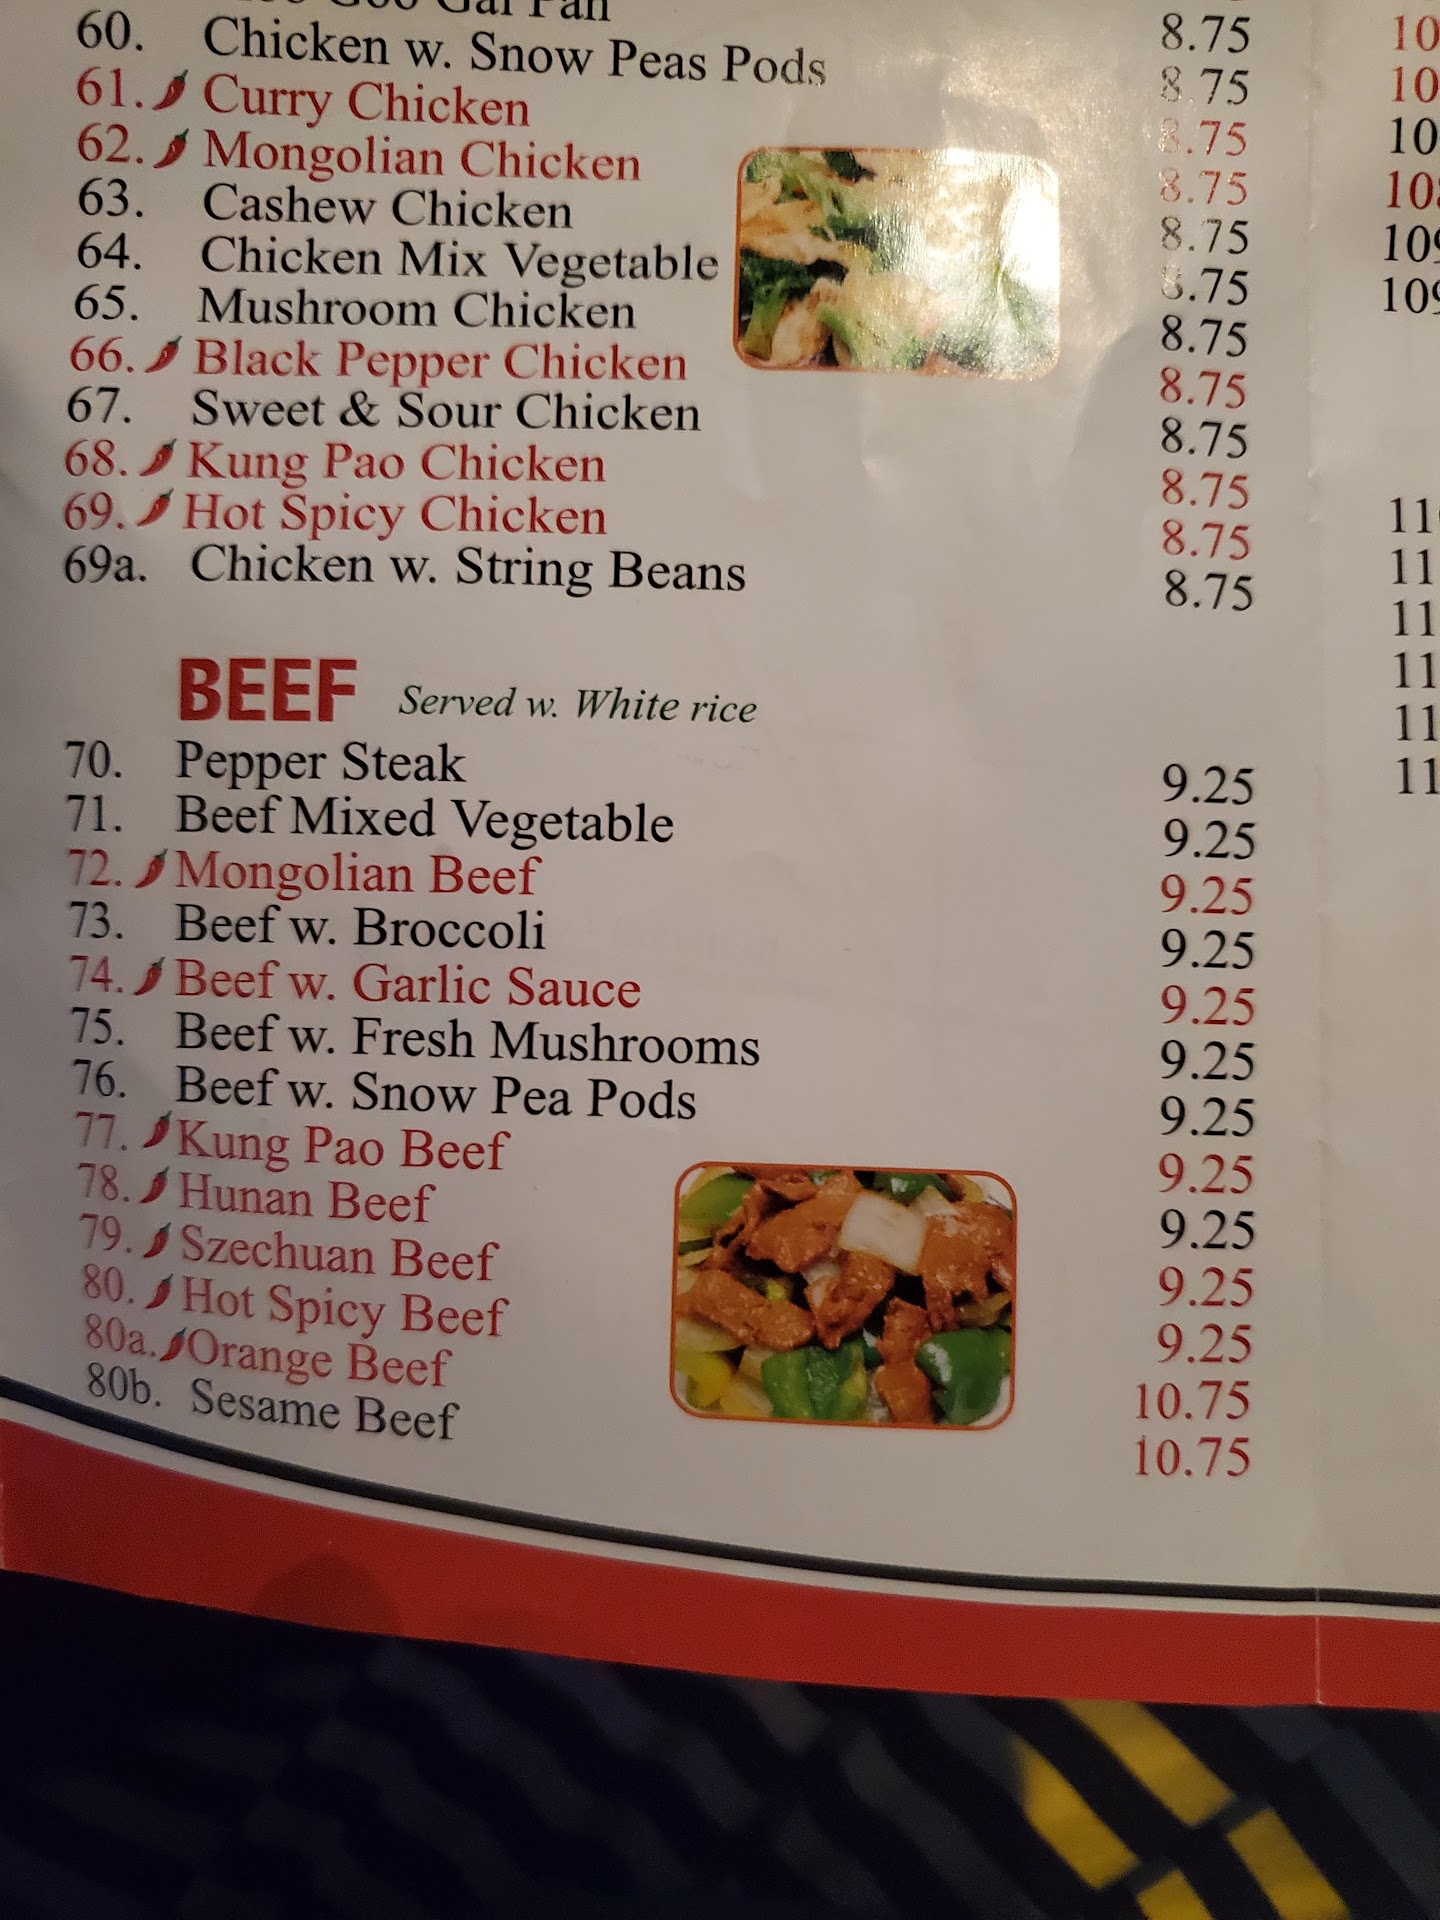 Goo Gai Pan 8.75
60. Chicken w. Snow Peas Pods 8.75
61. Curry Chicken 8.75
62. Mongolian Chicken 8.75
63. Cashew Chicken 8.75
64. Chicken Mix Vegetable 8.75
65. Mushroom Chicken 8.75
66. Black Pepper Chicken 8.75
67. Sweet & Sour Chicken 8.75
68. Kung Pao Chicken 8.75
69. Hot Spicy Chicken 8.75
69a. Chicken w. String Beans 8.75
BEEF Served w. White rice
70. Pepper Steak 9.25
71. Beef Mixed Vegetable 9.25
72. Mongolian Beef 9.25
73. Beef w. Broccoli 9.25
74. Beef w. Garlic Sauce 9.25
75. Beef w. Fresh Mushrooms 9.25
76. Beef w. Snow Pea Pods 9.25
77. Kung Pao Beef 9.25
78. Hunan Beef 9.25
79. Szechuan Beef 9.25
80. Hot Spicy Beef 9.25
80a. Orange Beef 10.75
80b. Sesame Beef 10.75